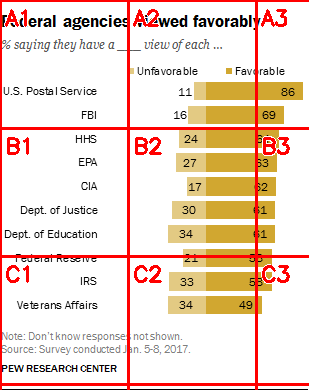 Federal agencies viewed favorably
% saying they have a ___ view of each ...
Unfavorable Favorable
U.S. Postal Service 11 86
FBI 16 69
HHS 24
EPA 27 63
CIA 17 62
Dept. of Justice 30 61
Dept. of Education 34 61
Federal Reserve 21
IRS 33
Veterans Affairs 34 49
Note: Don't know responses not shown.
Source: Survey conducted Jan. 5-8, 2017.
PEW RESEARCH CENTER
A1 A2 A3
B1 B2 B3
C1 C2 C3